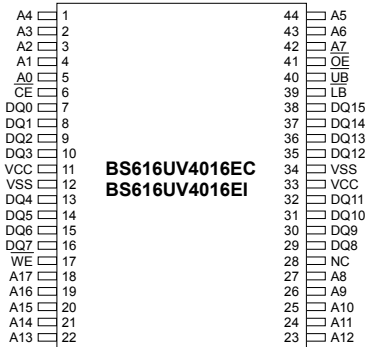 A4 1 44 A5
A3 2 43 A6
A2 3 42 A7
A1 4 41 OE
A0 5 40 UB
CE 6 39 LB
DQ0 7 38 DQ15
DQ1 8 37 DQ14
DQ2 9 36 DQ13
DQ3 10 35 DQ12
VCC 11 BS616UV4016EC 34 VSS
VSS 12 BS616UV4016EI 33 VCC
DQ4 13 32 DQ11
DQ5 14 31 DQ10
DQ6 15 30 DQ9
DQ7 16 29 DQ8
WE 17 28 NC
A17 18 27 A8
A16 19 26 A9
A15 20 25 A10
A14 21 24 A11
A13 22 23 A12